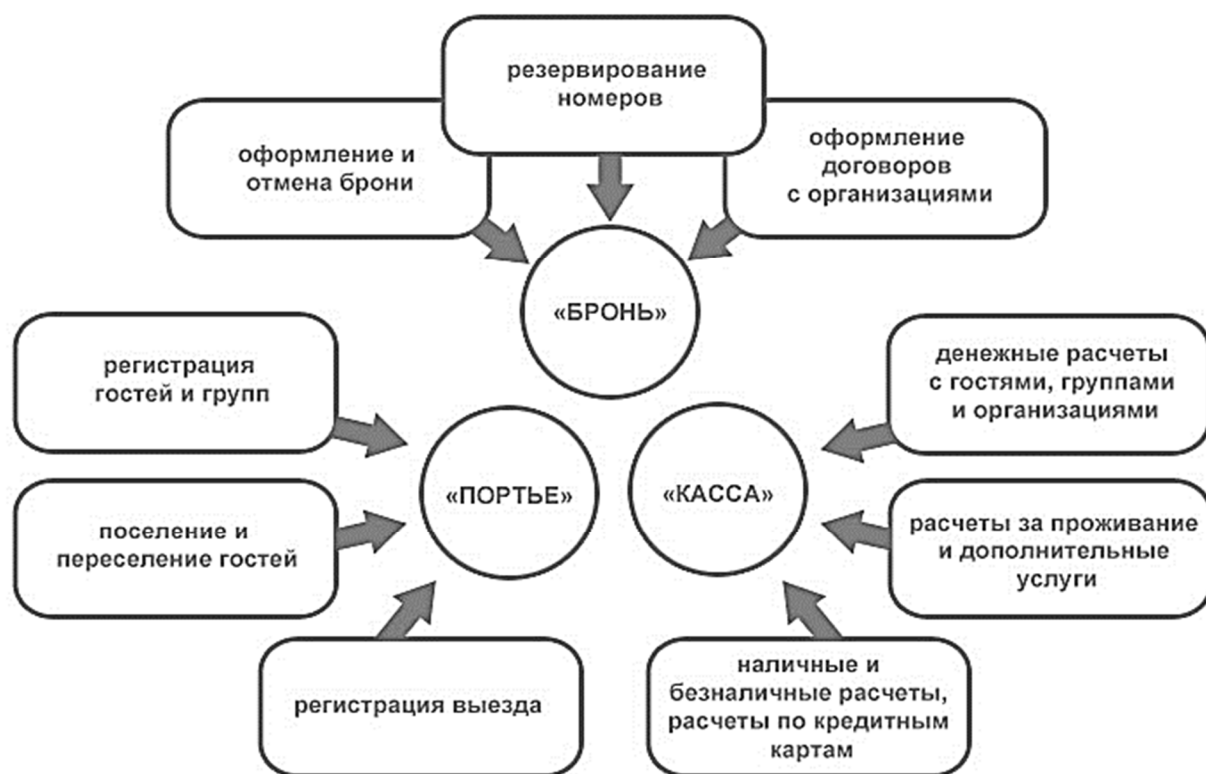 резервирование
номеров
оформление и
отмена брони
оформление
договоров
с организациями
«БРОНЬ»
регистрация
гостей и групп
денежные расчеты
с гостями, группами
и организациями
«ПОРТЬЕ»
«КАССА»
поселение и
переселение гостей
расчеты за проживание
и дополнительные
услуги
регистрация выезда
наличные и
безналичные расчеты,
расчеты по кредитным
картам